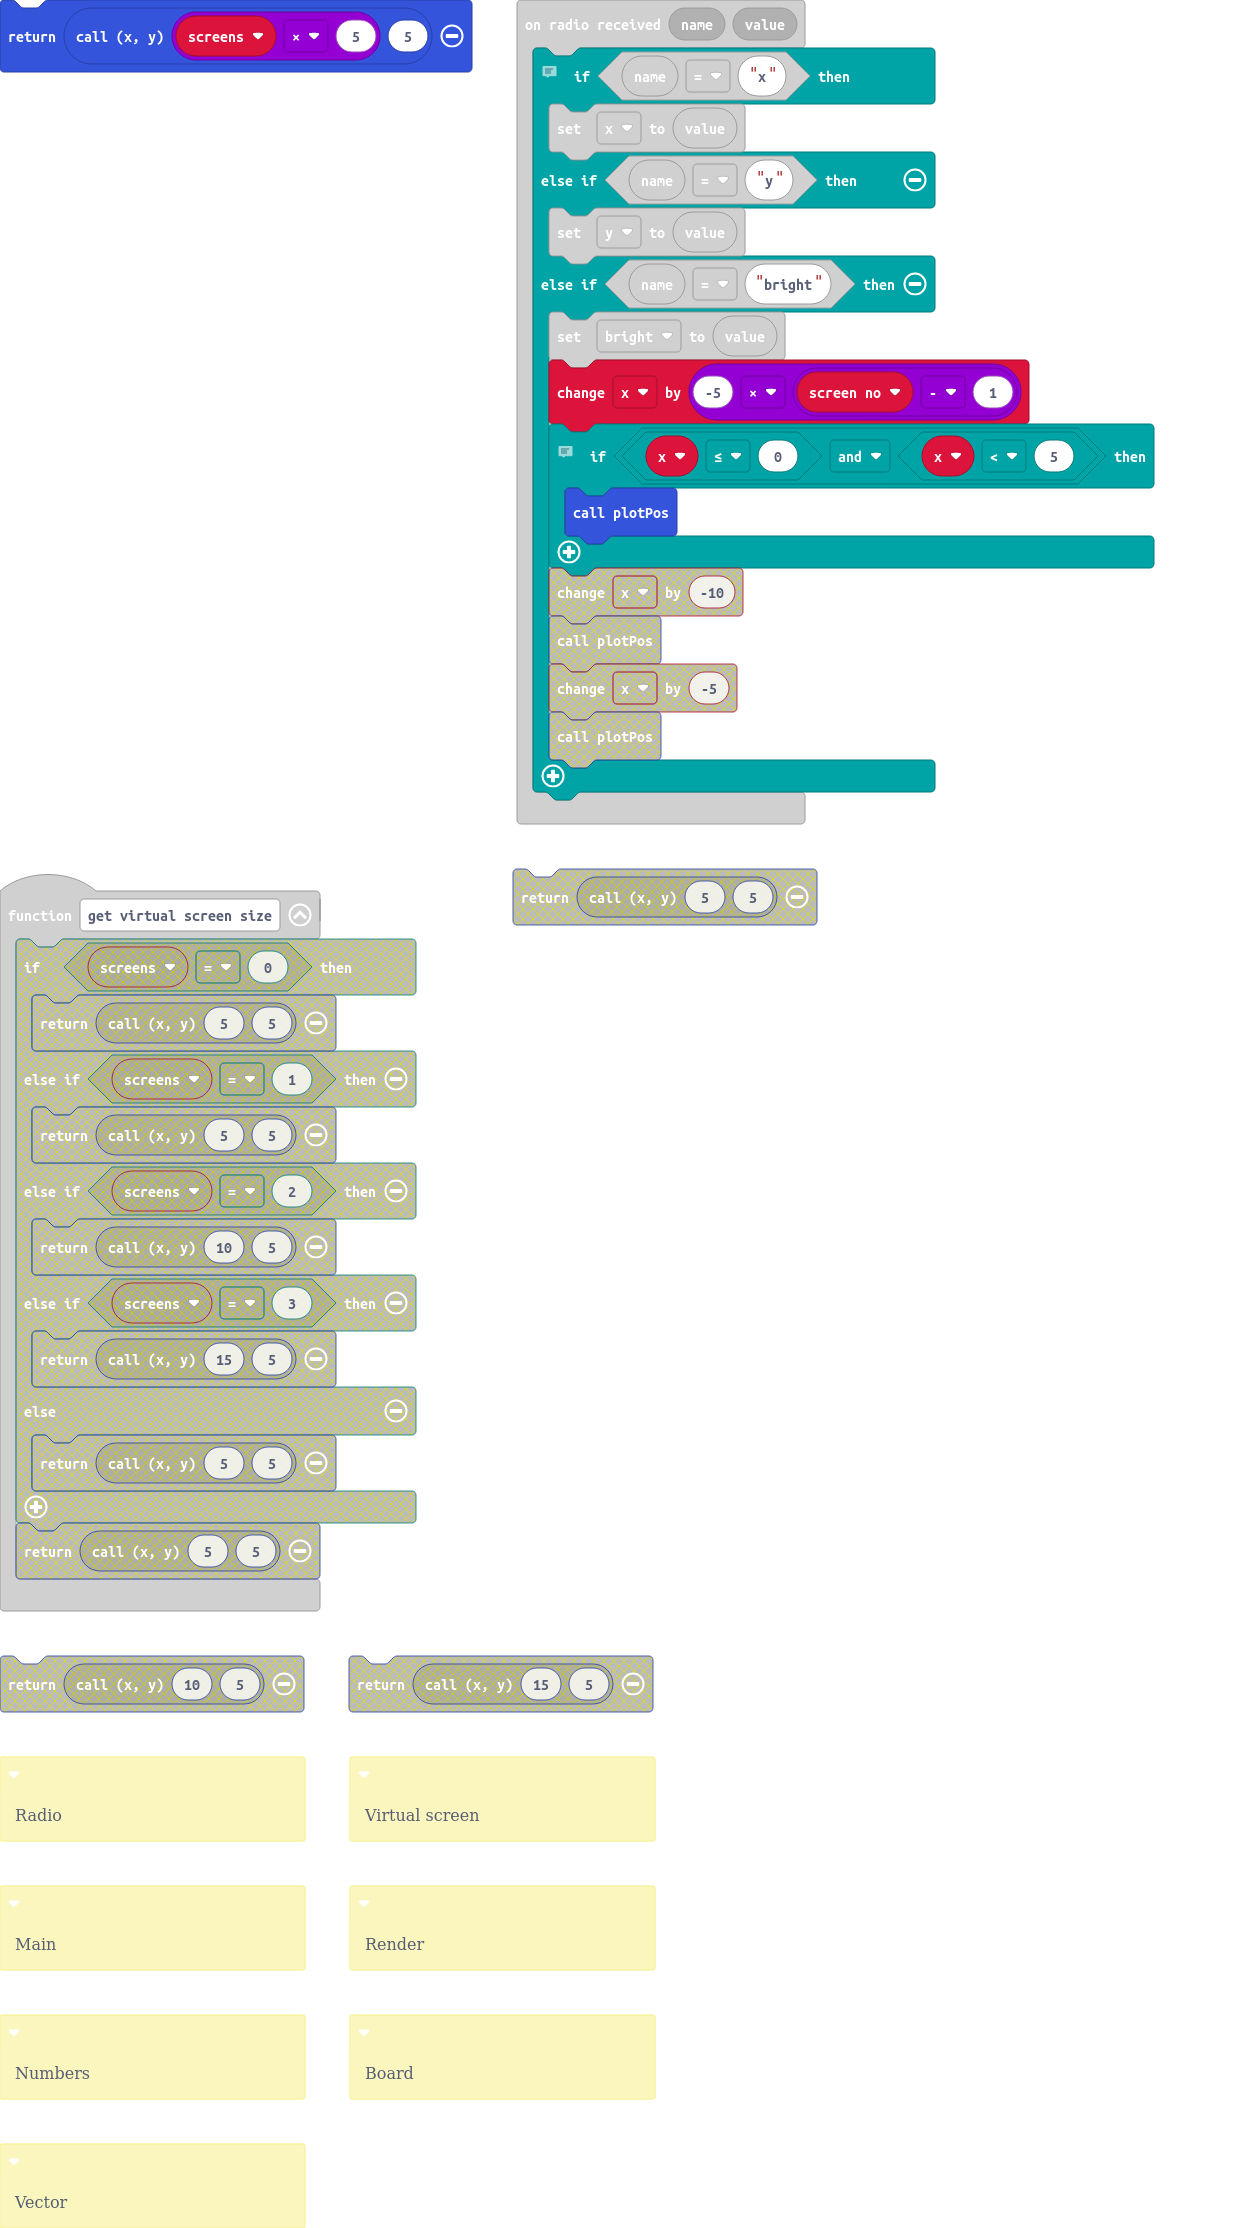 return call (x, y) screens × 5 5
on radio received name value
if name = "x" then
set x to value
else if name = "y" then
set y to value
else if name = "bright" then
set bright to value
change x by -5 × screen no - 1
if x ≤ 0 and x < 5 then
call plotPos
change x by -10
call plotPos
change x by -5
call plotPos
return call (x, y) 5 5
function get virtual screen size
if screens = 0 then
return call (x, y) 5 5
else if screens = 1 then
return call (x, y) 5 5
else if screens = 2 then
return call (x, y) 10 5
else if screens = 3 then
return call (x, y) 15 5
else
return call (x, y) 5 5
return call (x, y) 5 5
return call (x, y) 10 5
return call (x, y) 15 5
Radio
Virtual screen
Main
Render
Numbers
Board
Vector